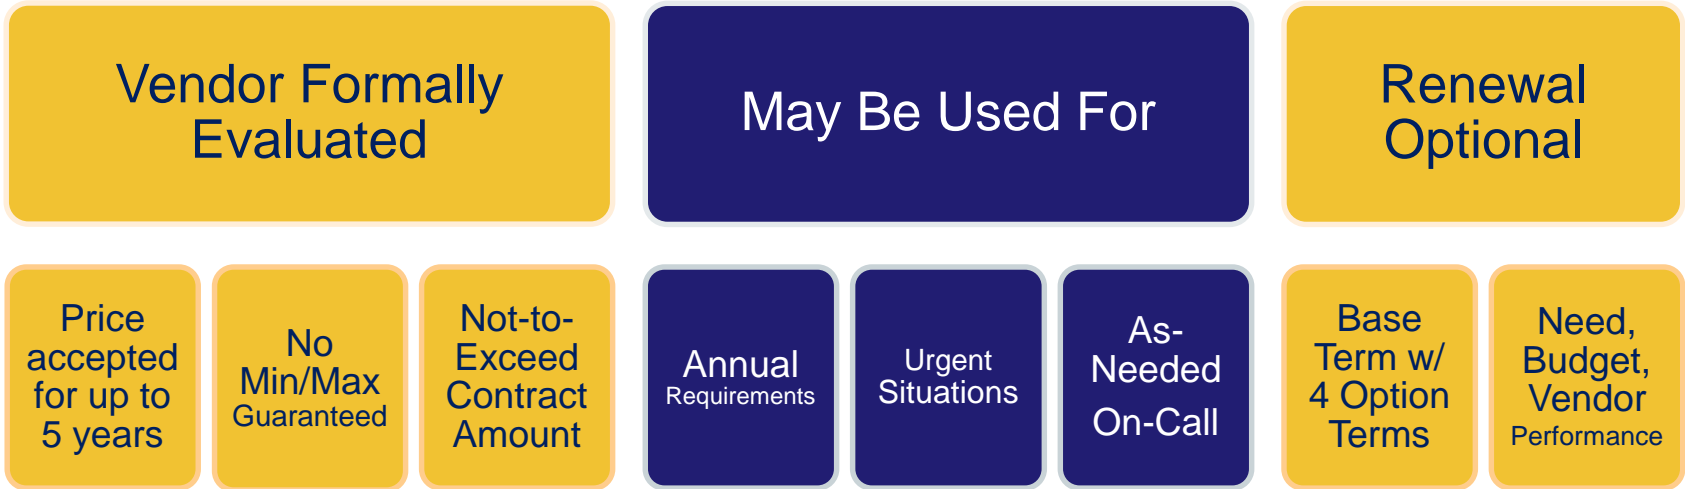 Vendor Formally
Evaluated
Price
accepted
for up to
5 years
No
Min/Max
Guaranteed
Not-to-
Exceed
Contract
Amount
May Be Used For
Annual
Requirements
Urgent
Situations
As-
Needed
On-Call
Renewal
Optional
Base
Term w/
4 Option
Terms
Need,
Budget,
Vendor
Performance